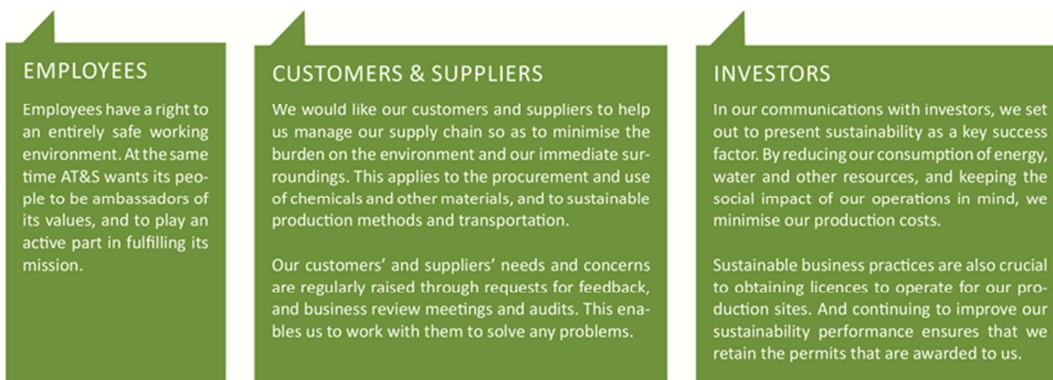 EMPLOYEES
Employees have a right to
an entirely safe working
environment. At the same
time AT&S wants its peo-
ple to be ambassadors of
its values, and to play an
active part in fulfilling its
mission.
CUSTOMERS & SUPPLIERS
We would like our customers and suppliers to help
us manage our supply chain so as to minimise the
burden on the environment and our immediate sur-
roundings. This applies to the procurement and use
of chemicals and other materials, and to sustainable
production methods and transportation.
Our customers' and suppliers' needs and concerns
are regularly raised through requests for feedback,
and business review meetings and audits. This ena-
bles us to work with them to solve any problems.
INVESTORS
In our communications with investors, we set
out to present sustainability as a key success
factor. By reducing our consumption of energy,
water and other resources, and keeping the
social impact of our operations in mind, we
minimise our production costs.
Sustainable business practices are also crucial
to obtaining licences to operate for our pro-
duction sites. And continuing to improve our
sustainability performance ensures that we
retain the permits that are awarded to us.